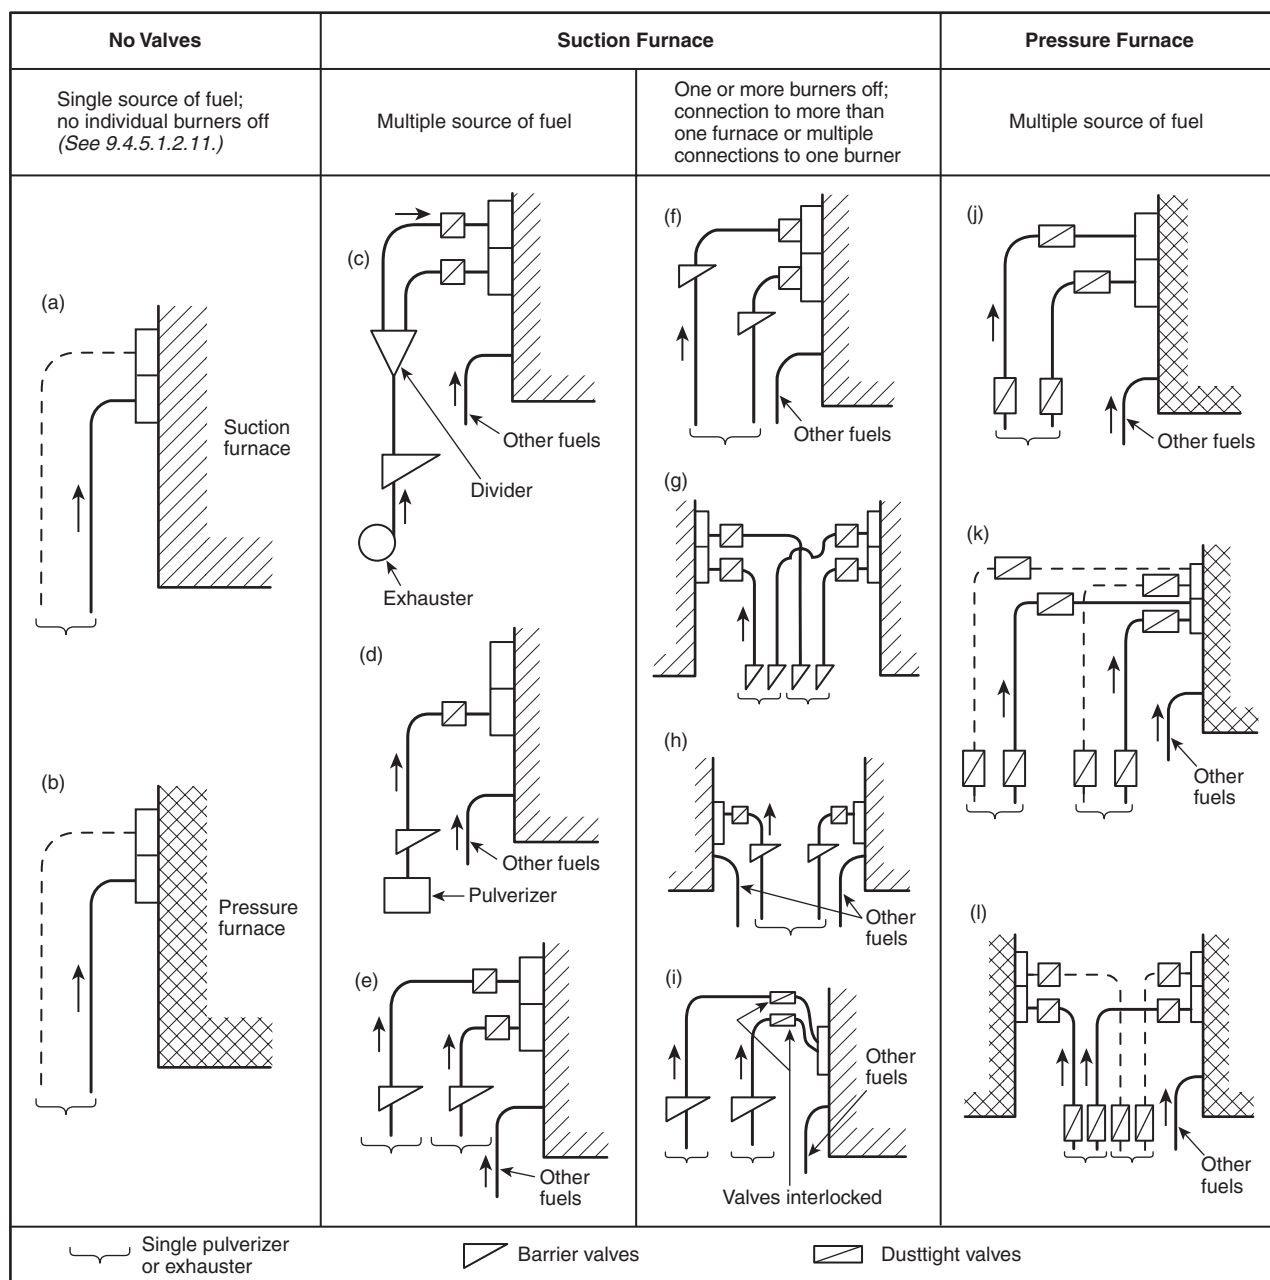 No Valves
Suction Furnace
Pressure Furnace
Single source of fuel;
no individual burners off
(See 9.4.5.1.2.11.)
Multiple source of fuel
One or more burners off;
connection to more than
one furnace or multiple
connections to one burner
Multiple source of fuel
(a)
Suction
furnace
(b)
Pressure
furnace
(c)
Other fuels
Divider
Exhauster
(d)
Other fuels
Pulverizer
(e)
Other
fuels
(f)
Other fuels
(g)
(h)
Other
fuels
(i)
Other
fuels
Valves interlocked
(j)
Other fuels
(k)
Other
fuels
(l)
Other
fuels
Single pulverizer
or exhauster
Barrier valves
Dusttight valves